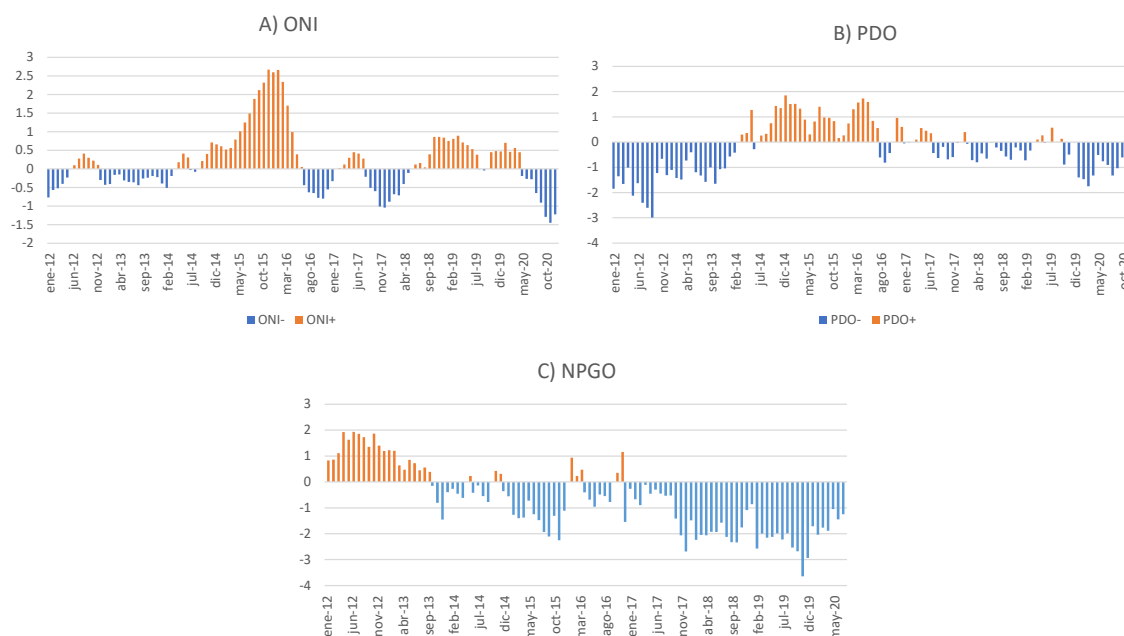 A) ONI
3
2.5
2
1.5
1
0.5
0
-0.5
-1
-1.5
-2
ene-12
jun-12
nov-12
abr-13
sep-13
feb-14
jul-14
dic-14
may-15
oct-15
mar-16
ago-16
ene-17
jun-17
nov-17
abr-18
sep-18
feb-19
jul-19
dic-19
may-20
oct-20
ONI- ONI+
B) PDO
3
2
1
0
-1
-2
-3
-4
ene-12
jun-12
nov-12
abr-13
sep-13
feb-14
jul-14
dic-14
may-15
oct-15
mar-16
ago-16
ene-17
jun-17
nov-17
abr-18
sep-18
feb-19
jul-19
dic-19
may-20
oct-20
PDO- PDO+
C) NPGO
3
2
1
0
-1
-2
-3
-4
ene-12
jun-12
nov-12
abr-13
sep-13
feb-14
jul-14
dic-14
may-15
oct-15
mar-16
ago-16
ene-17
jun-17
nov-17
abr-18
sep-18
feb-19
jul-19
dic-19
may-20